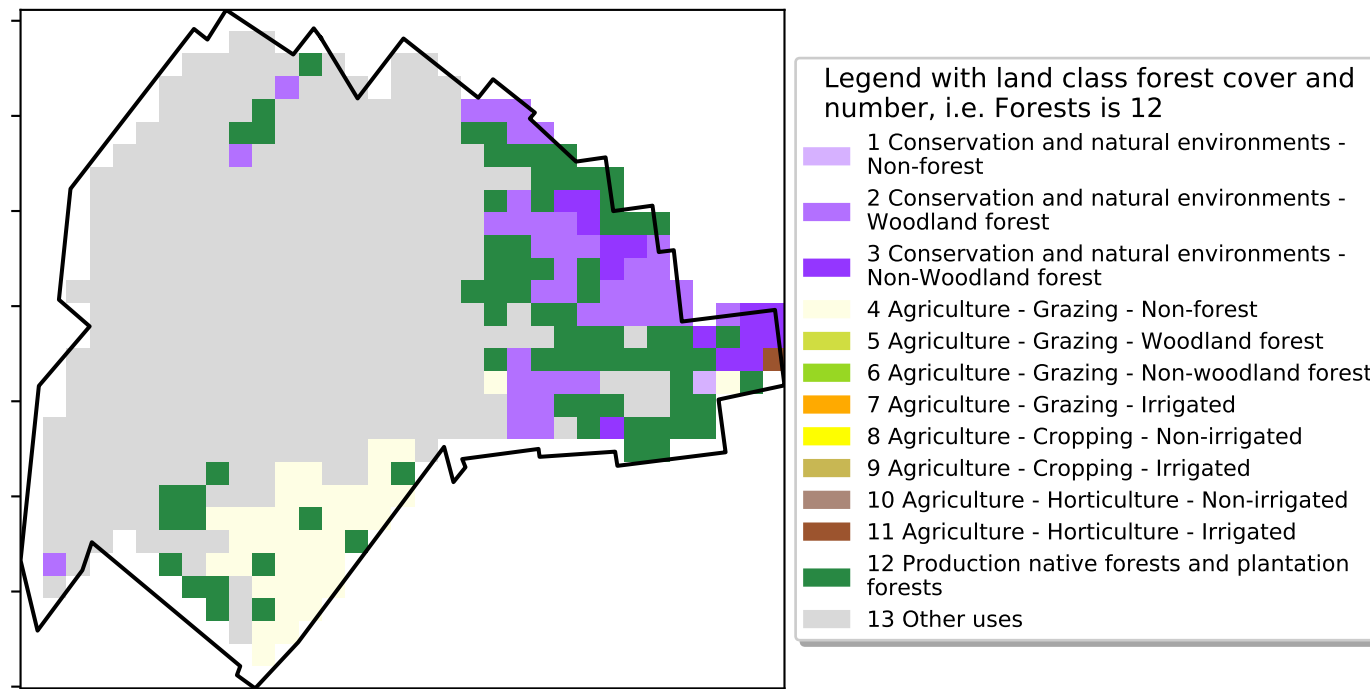 Legend with land class forest cover and
number, i.e. Forests is 12
1 Conservation and natural environments -
Non-forest
2 Conservation and natural environments -
Woodland forest
3 Conservation and natural environments -
Non-Woodland forest
4 Agriculture - Grazing - Non-forest
5 Agriculture - Grazing - Woodland forest
6 Agriculture - Grazing - Non-woodland forest
7 Agriculture - Grazing - Irrigated
8 Agriculture - Cropping - Non-irrigated
9 Agriculture - Cropping - Irrigated
10 Agriculture - Horticulture - Non-irrigated
11 Agriculture - Horticulture - Irrigated
12 Production native forests and plantation
forests
13 Other uses